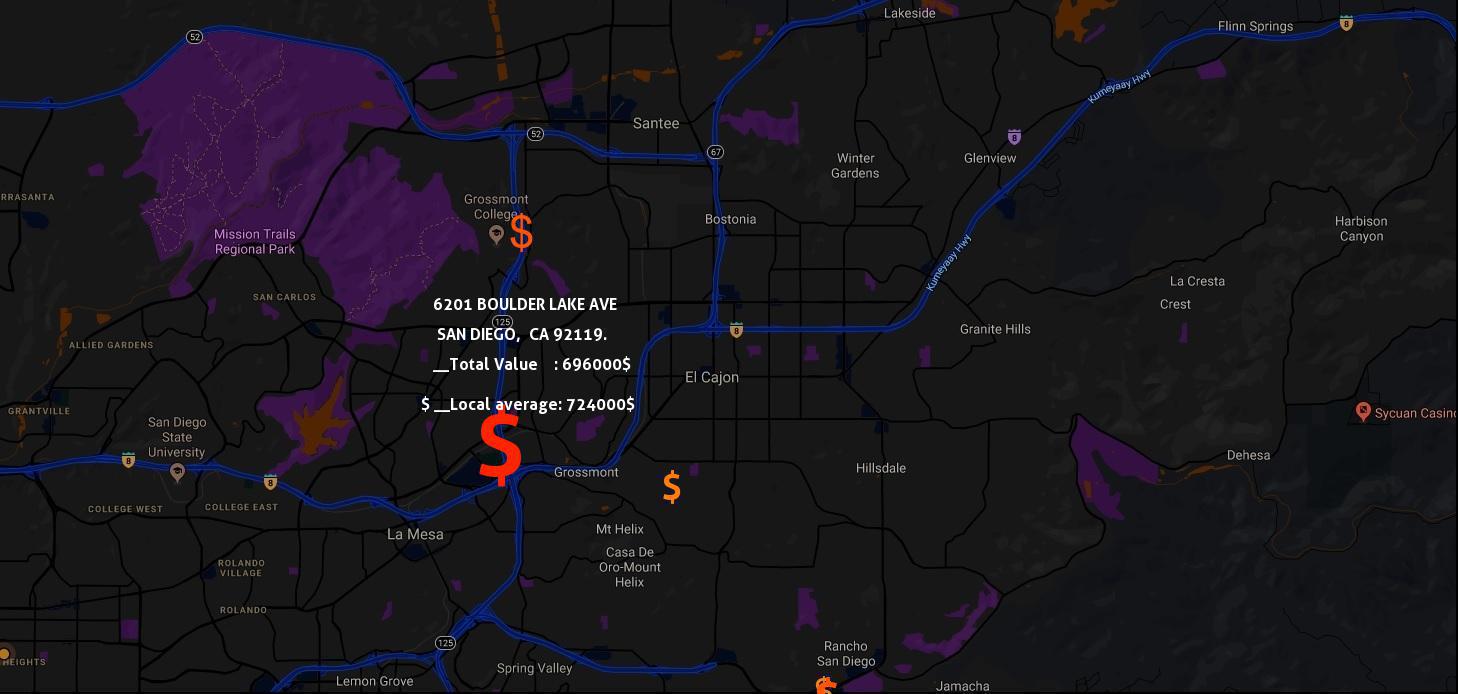 Lakeside
Flinn Springs
8
52
Kumeyaay Hwy
Santee
52
67
8
Winter
Gardens
Glenview
RRASANTA
Grossmont
College
$
Bostonia
Mission Trails
Regional Park
Harbison
Canyon
Kumeyaay Hwy
La Cresta
Crest
SAN CARLOS
6201 BOULDER LAKE AVE
125
SAN DIEGO, CA 92119.
8
Granite Hills
ALLIED GARDENS
__Total Value : 696000$
El Cajon
$ __Local average: 724000$
GRANTVILLE
San Diego
State
University
Sycuan Casino
$
8
8
Grossmont
$
Hillsdale
Dehesa
COLLEGE WEST
COLLEGE EAST
La Mesa
Mt Helix
Casa De
Oro-Mount
Helix
ROLANDO
VILLAGE
ROLANDO
125
HEIGHTS
Spring Valley
Rancho
San Diego
Lemon Grove
$
Jamacha